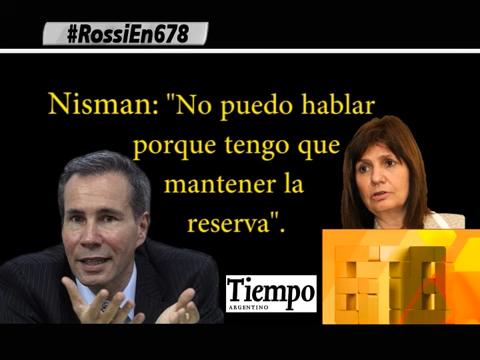 #RossiEn678
Nisman: "No puedo hablar
porque tengo que
mantener la
reserva".
Tiempo
ARGENTINO